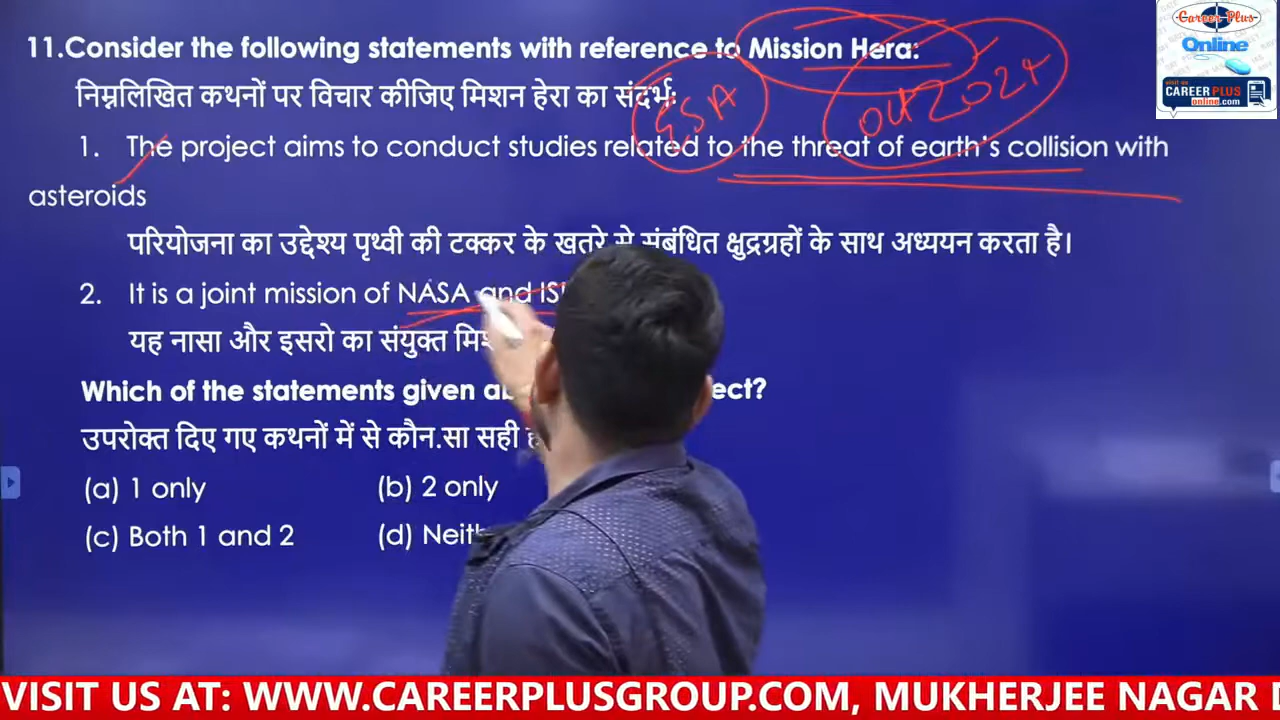 11.Consider the following statements with reference to Mission Hera:
निम्नलिखित कथनों पर विचार कीजिए मिशन हेरा का संदर्भः
ESA
Oct 2024
1. The project aims to conduct studies related to the threat of earth's collision with
asteroids
परियोजना का उद्देश्य पृथ्वी की टक्कर के खतरे से संबंधित क्षुद्रग्रहों के साथ अध्ययन करता है।
2. It is a joint mission of NASA and
यह नासा और इसरो का संयुक्त
Which of the statements given
उपरोक्त दिए गए कथनों में से कौन.सा सही
(a) 1 only (b) 2 only
(c) Both 1 and 2 (d)
Career Plus
Online
visit us
CAREER PLUS
online.com
VISIT US AT: WWW.CAREERPLUSGROUP.COM, MUKHERJEE NAGAR